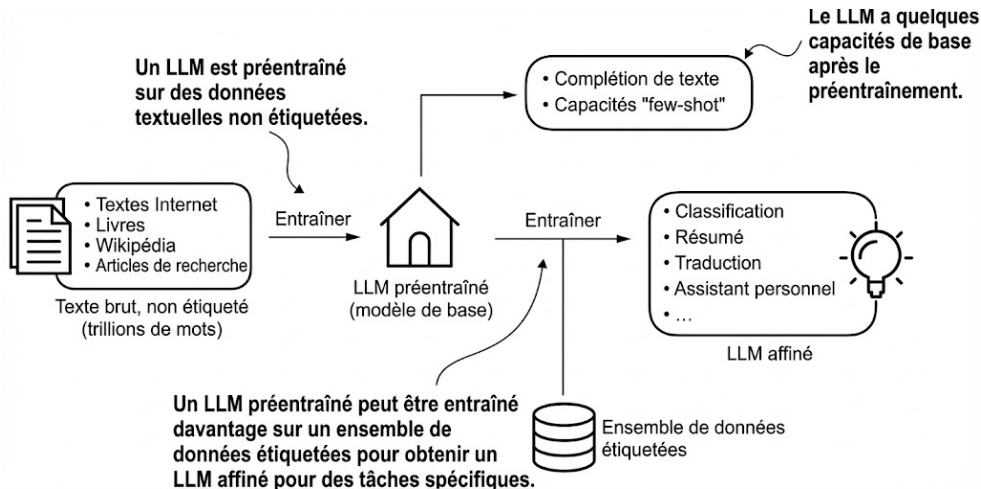 Un LLM est préentraîné
sur des données
textuelles non étiquetées.
• Complétion de texte
• Capacités "few-shot"
Le LLM a quelques
capacités de base
après le
préentraînement.
• Textes Internet
• Livres
• Wikipédia
• Articles de recherche
Texte brut, non étiqueté
(trillions de mots)
Entraîner
LLM préentraîné
(modèle de base)
Entraîner
• Classification
• Résumé
• Traduction
• Assistant personnel
• ...
LLM affiné
Un LLM préentraîné peut être entraîné
davantage sur un ensemble de
données étiquetées pour obtenir un
LLM affiné pour des tâches spécifiques.
Ensemble de données
étiquetées